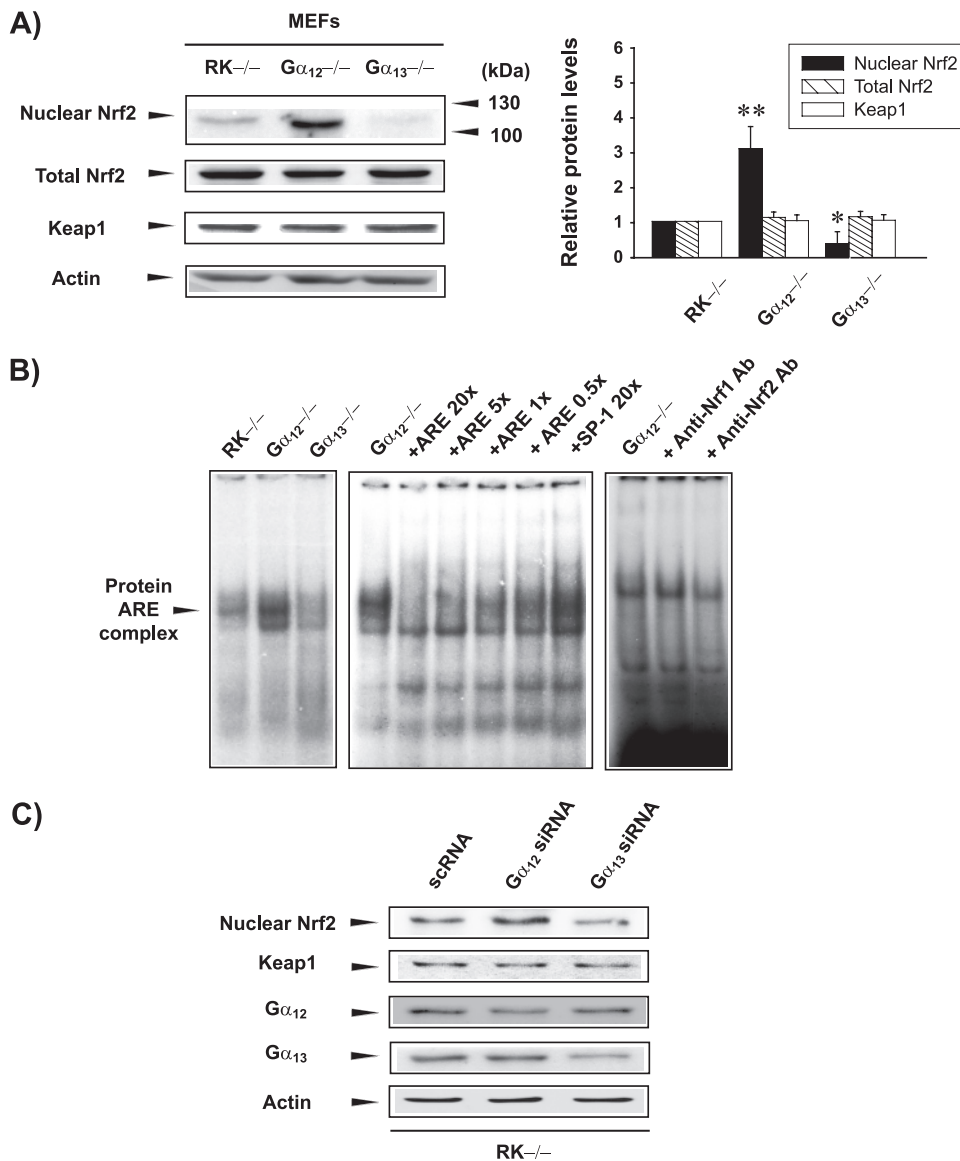 A)
MEFs
RK–/– Gα12–/– Gα13–/– (kDa)
Nuclear Nrf2
130
100
Total Nrf2
Keap1
Actin
Relative protein levels
6
5
4
3
2
1
0
Nuclear Nrf2
Total Nrf2
Keap1
**
*
RK–/–
Gα12–/–
Gα13–/–
B)
RK–/–
Gα12–/–
Gα13–/–
Gα12–/–
+ARE 20x
+ARE 5x
+ARE 1x
+ ARE 0.5x
+SP-1 20x
Gα12–/–
+ Anti-Nrf1 Ab
+ Anti-Nrf2 Ab
Protein
ARE
complex
C)
scRNA
Gα12 siRNA
Gα13 siRNA
Nuclear Nrf2
Keap1
Gα12
Gα13
Actin
RK–/–